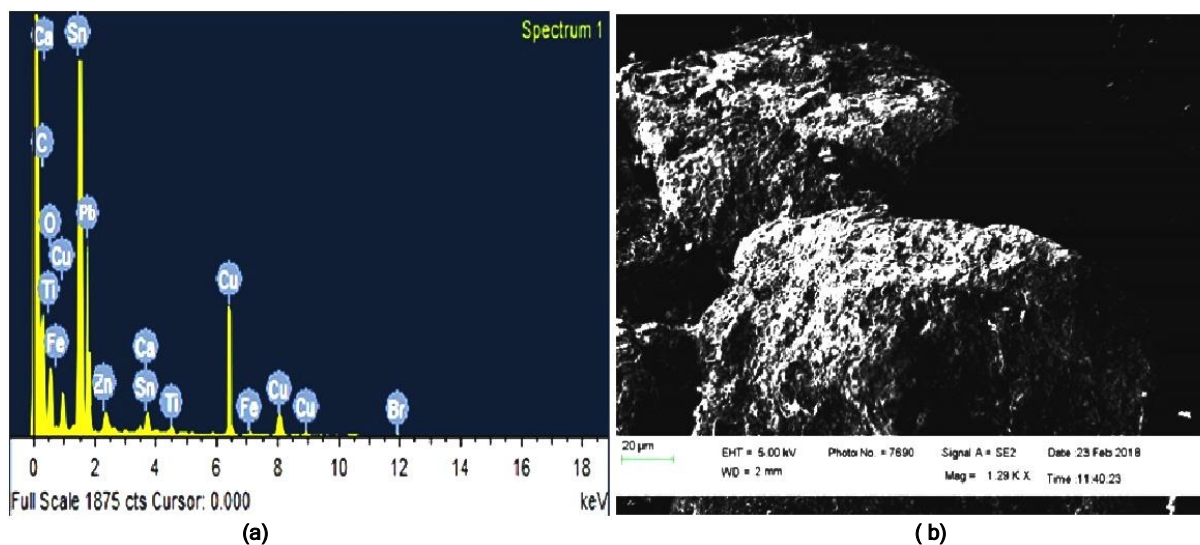 Spectrum 1
Ca
Sn
C
O
Pb
Cu
Ti
Fe
Zn
Ca
Sn
Ti
Cu
Fe
Cu
Cu
Br
0 2 4 6 8 10 12 14 16 18
Full Scale 1875 cts Cursor: 0.000 keV
(a)
20 µm
EHT = 5.00 kV Photo No. = 7690 Signal A = SE2 Date :23 Feb 2018
WD = 2 mm Mag = 1.29 K X Time :11:40:23
(b)